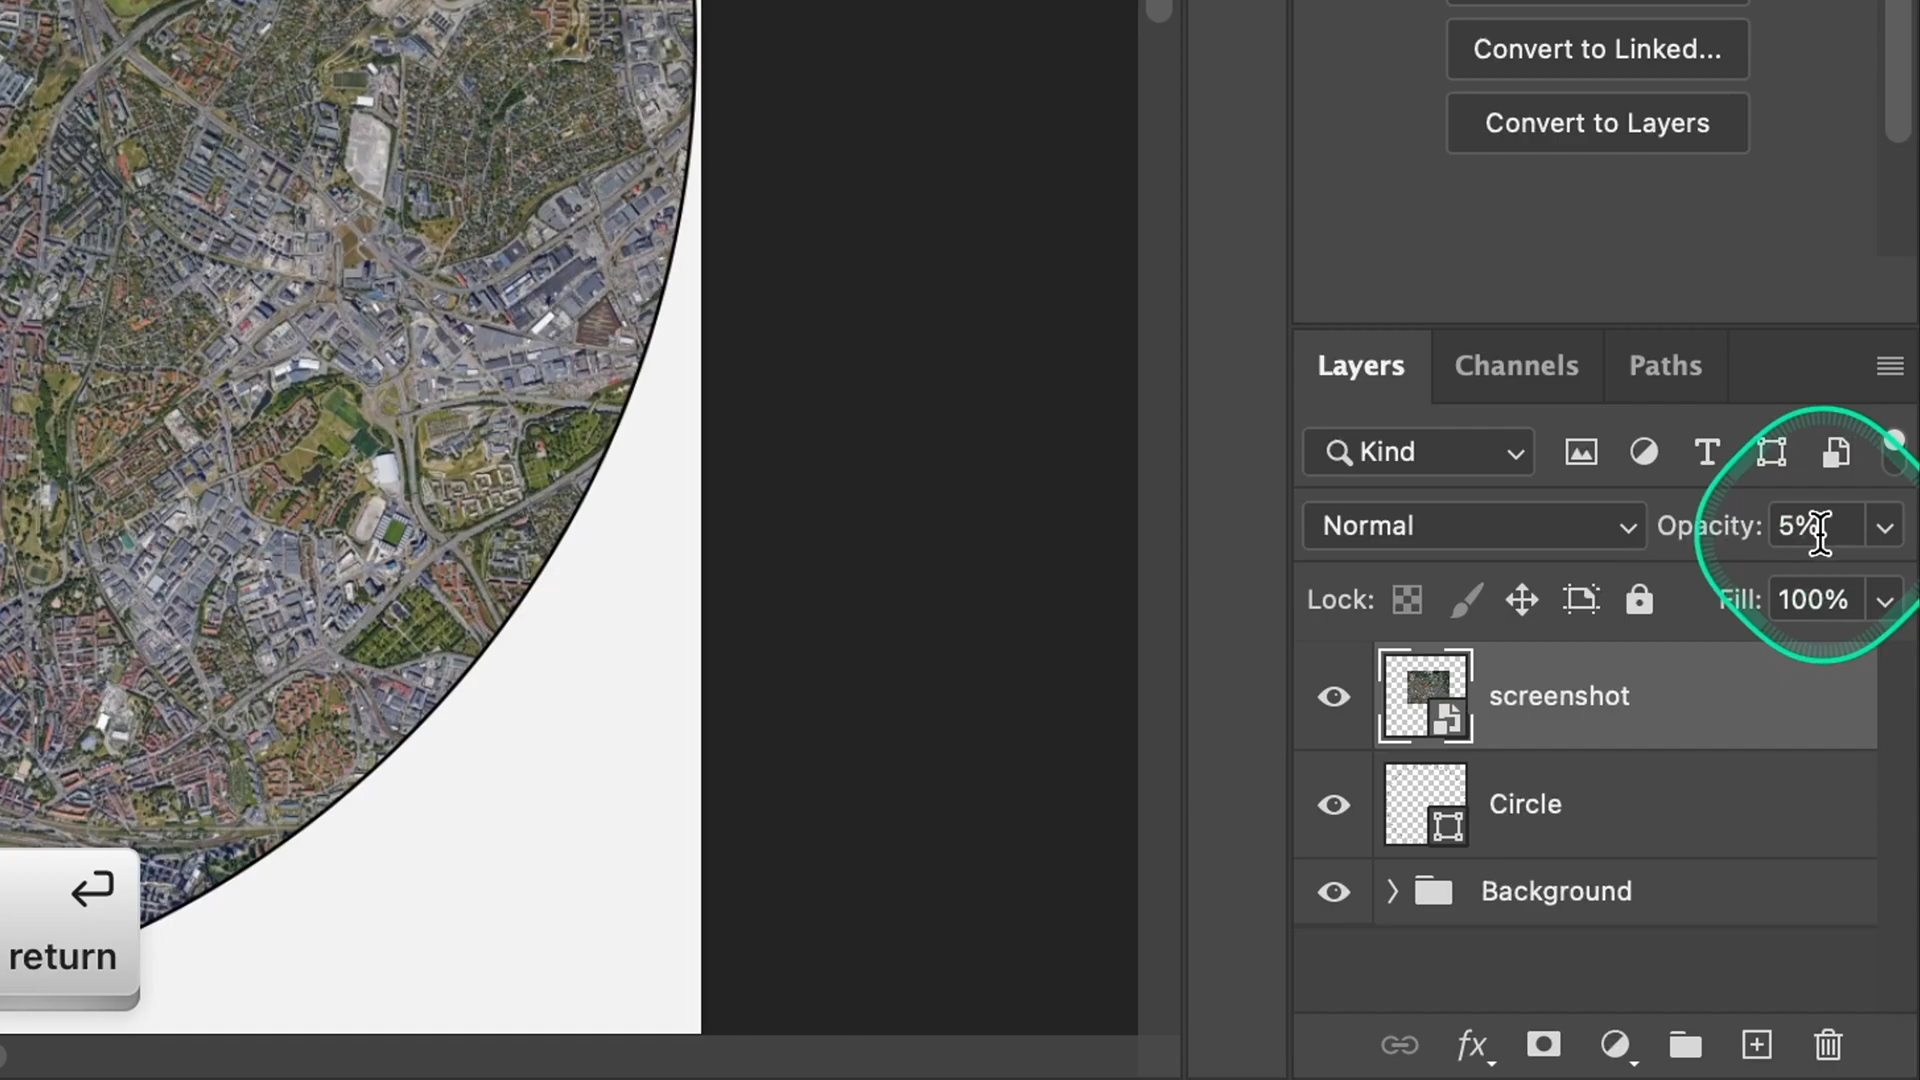 Convert to Linked...
Convert to Layers
Layers
Channels
Paths
Kind
Normal
Opacity: 5%
Lock:
Fill: 100%
screenshot
Circle
Background
fx
return